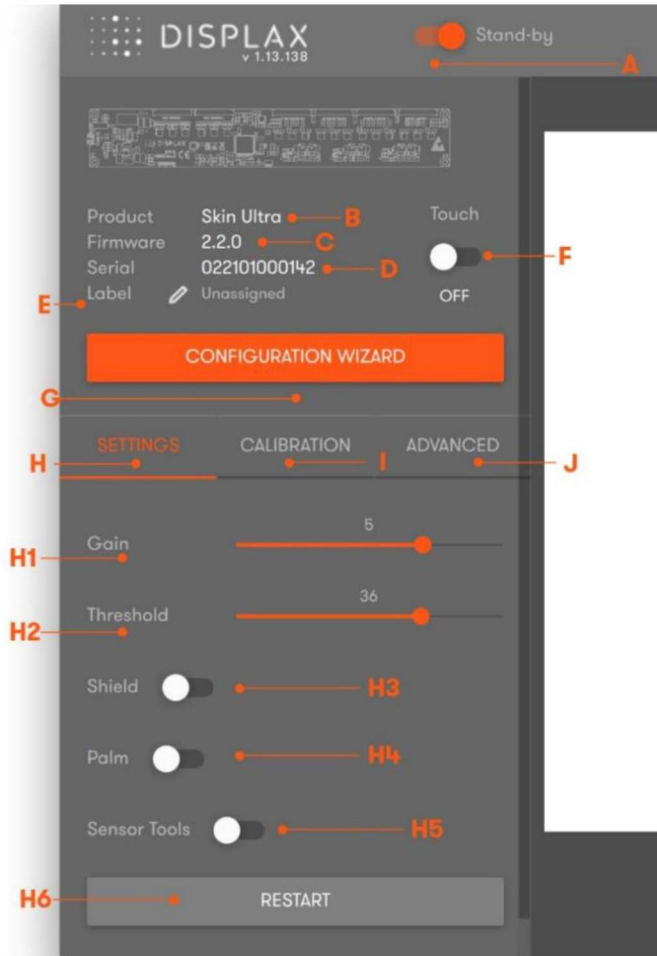 DISPLAX
v 1.13.138
Stand-by
A
DISPLAX
Product Skin Ultra B Touch
Firmware 2.2.0 C
F
Serial 022101000142 D
E Label Unassigned OFF
CONFIGURATION WIZARD
G
SETTINGS CALIBRATION ADVANCED
H I J
5
Gain
H1
36
Threshold
H2
Shield H3
Palm H4
Sensor Tools H5
H6 RESTART